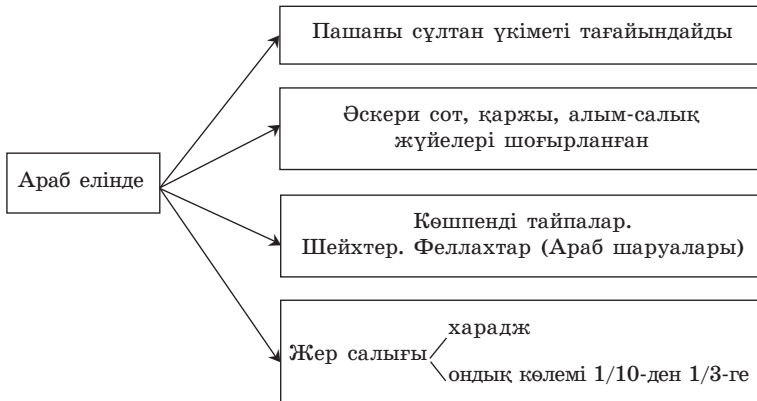 Араб елінде
Пашаны сұлтан үкіметі тағайындайды
Әскери сот, қаржы, алым-салық
жүйелері шоғырланған
Көшпенді тайпалар.
Шейхтер. Феллахтар (Араб шаруалары)
Жер салығы
харадж
ондық көлемі 1/10-ден 1/3-ге